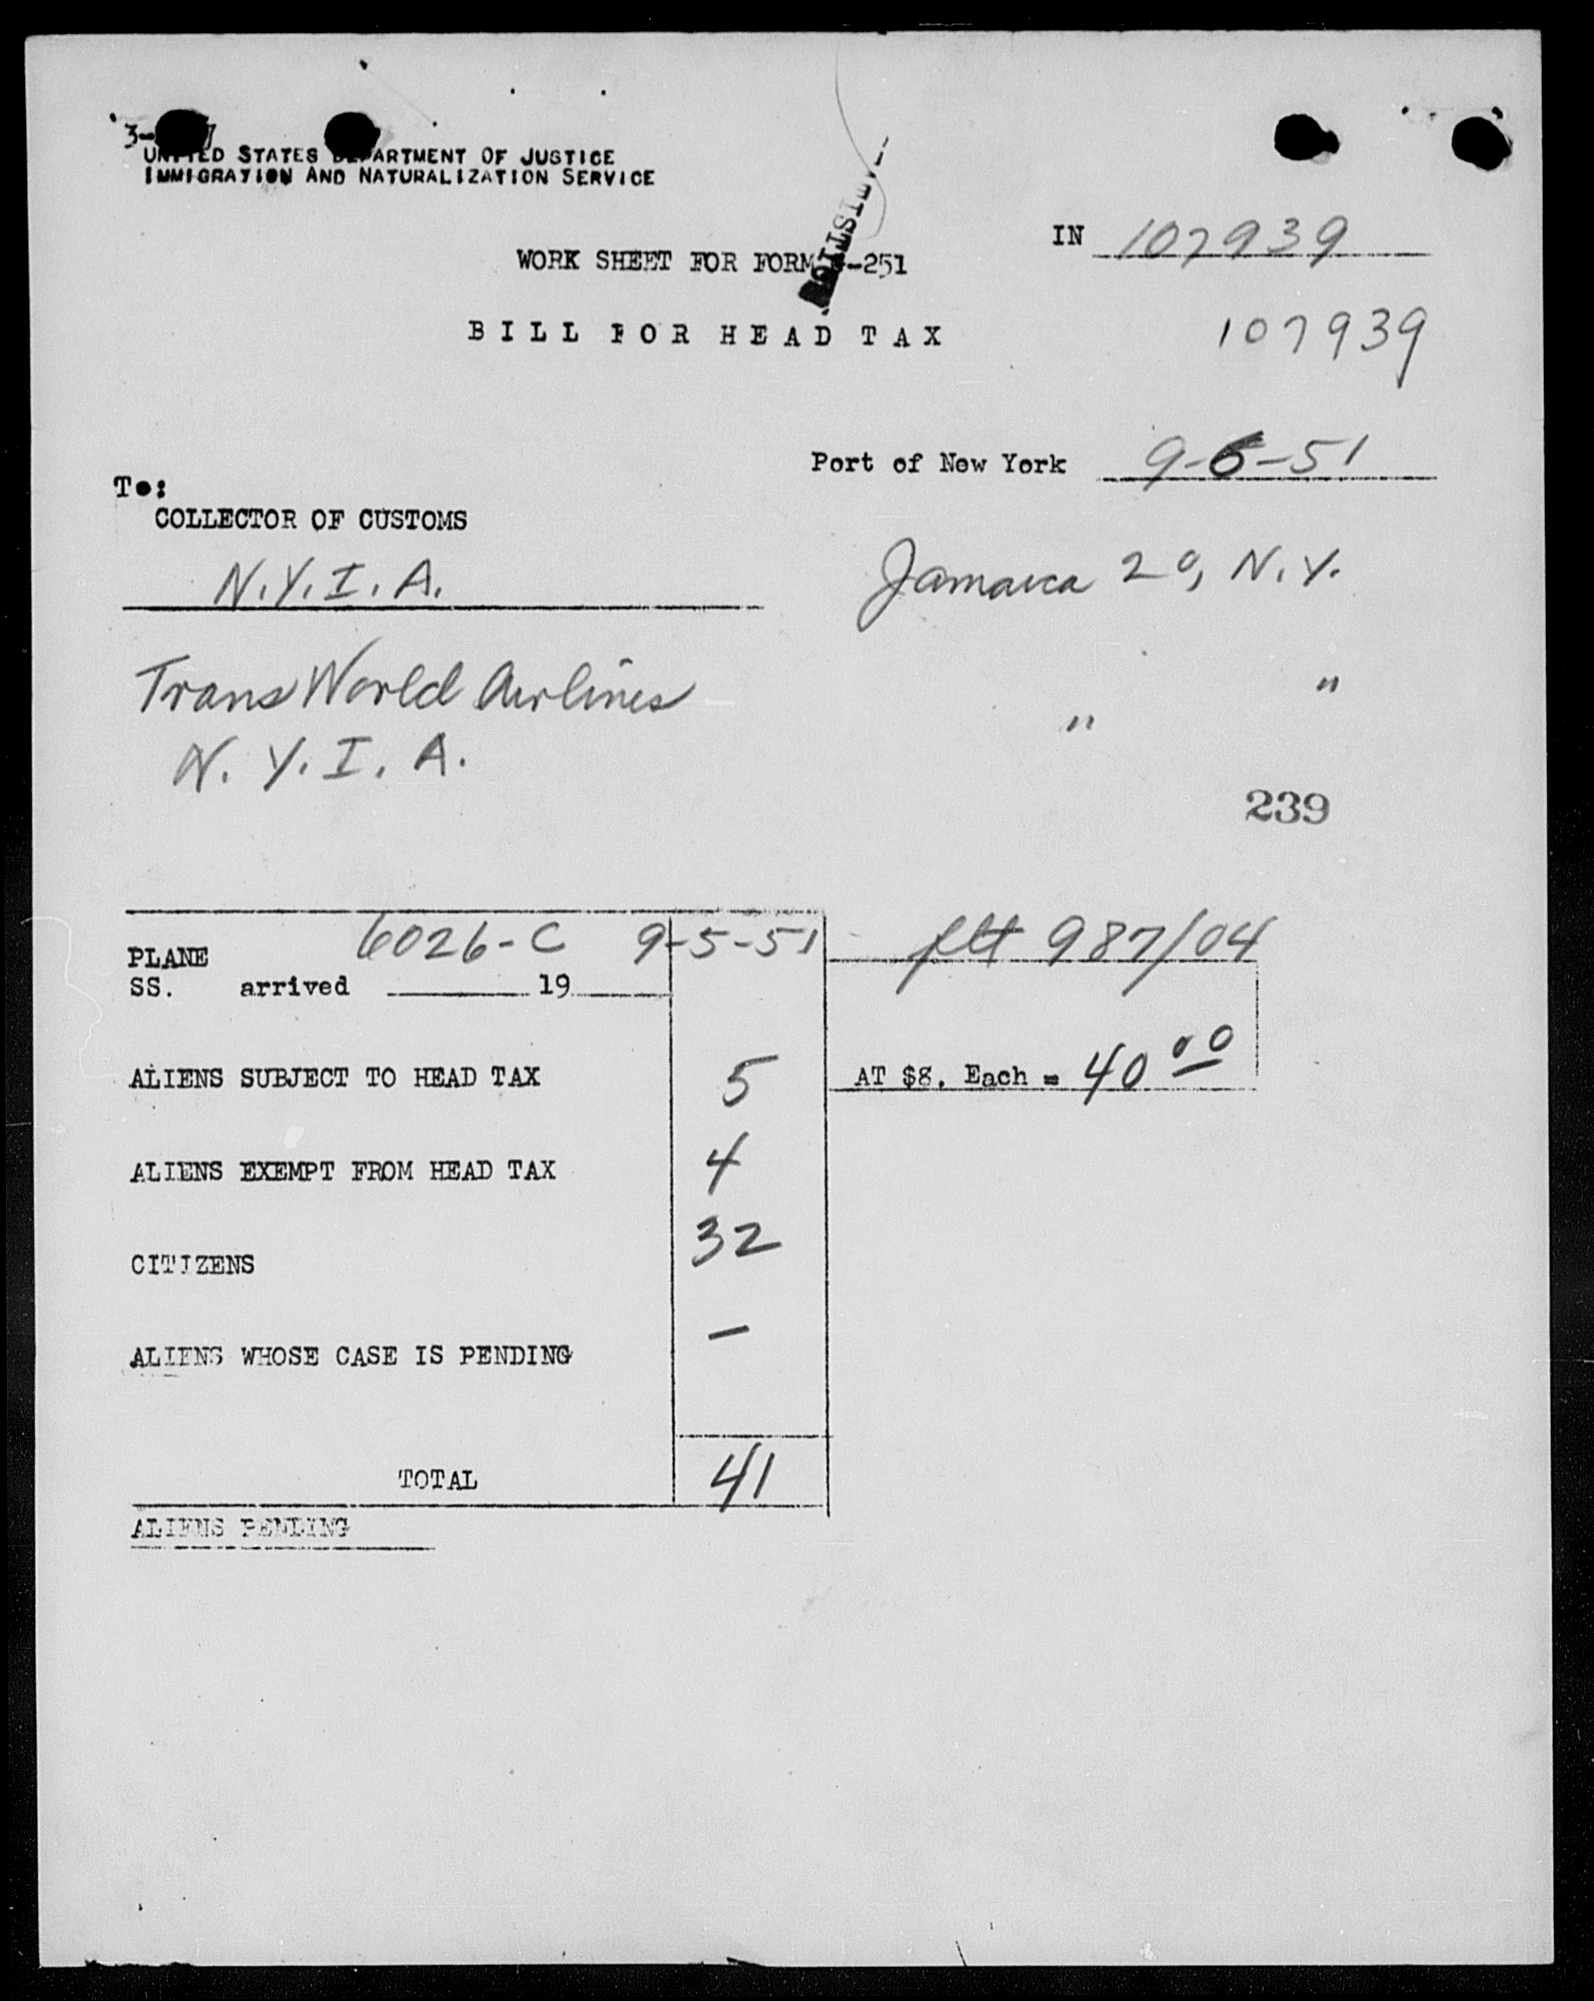 UNITED STATES DEPARTMENT OF JUSTICE
IMMIGRATION AND NATURALIZATION SERVICE
IN 107939
WORK SHEET FOR FORM -251
BILL FOR HEAD TAX
107939
Port of New York 9-6-51
To:
COLLECTOR OF CUSTOMS
N.Y.I.A. Jamaica 20, N.Y.
Trans World Airlines " "
N.Y.I.A.
239
6026-C 9-5-51 flt 987/04
PLANE
SS. arrived 19
ALIENS SUBJECT TO HEAD TAX 5 AT $8. Each = 40 00
ALIENS EXEMPT FROM HEAD TAX 4
CITIZENS 32
ALIENS WHOSE CASE IS PENDING —
TOTAL 41
ALIENS PENDING